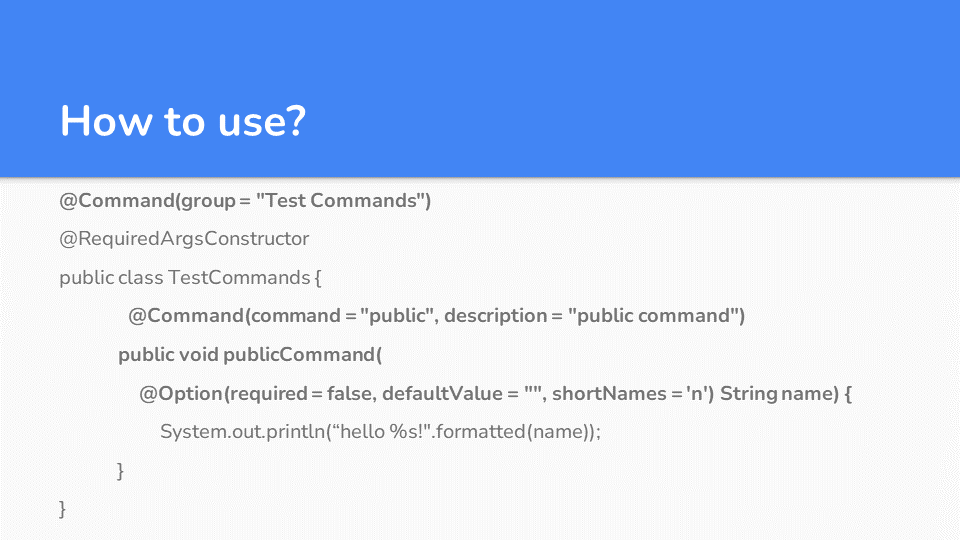 How to use?
@Command(group = "Test Commands")
@RequiredArgsConstructor
public class TestCommands {
@Command(command = "public", description = "public command")
public void publicCommand(
@Option(required = false, defaultValue = "", shortNames = 'n') String name) {
System.out.println(“hello %s!".formatted(name));
}
}